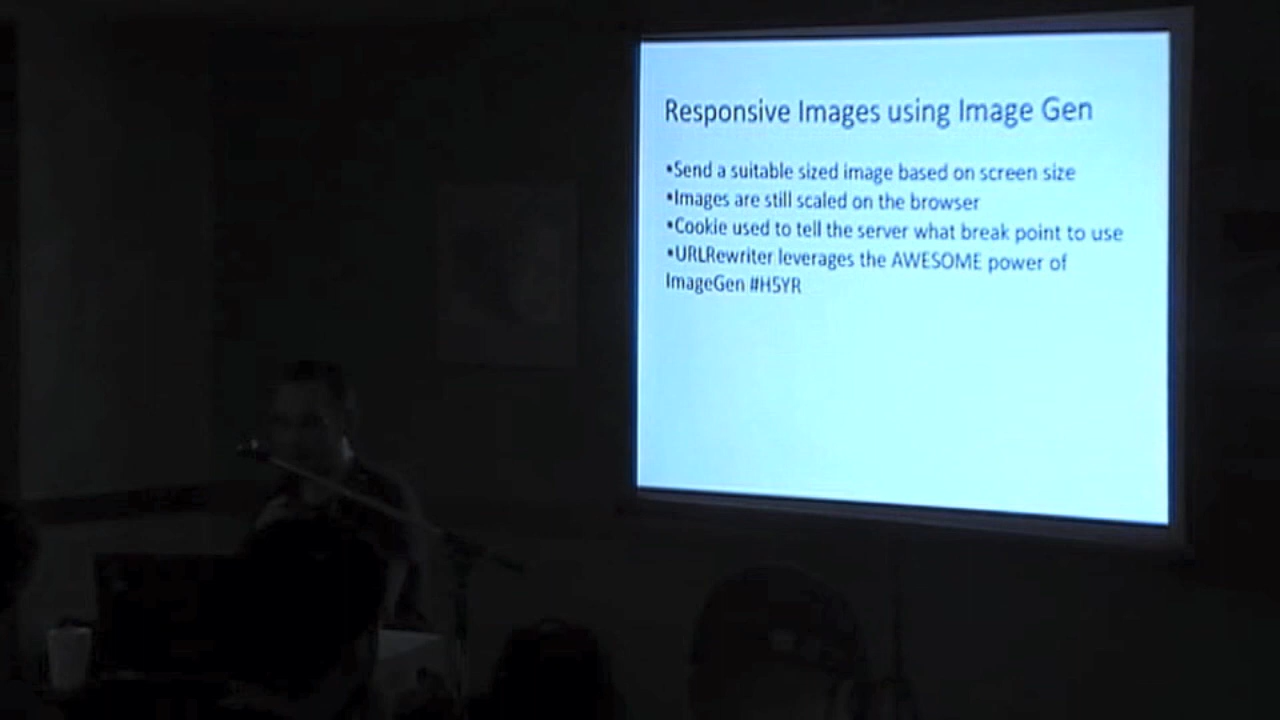 Responsive Images using Image Gen
•Send a suitable sized image based on screen size
•Images are still scaled on the browser
•Cookie used to tell the server what break point to use
•URLRewriter leverages the AWESOME power of
ImageGen #H5YR